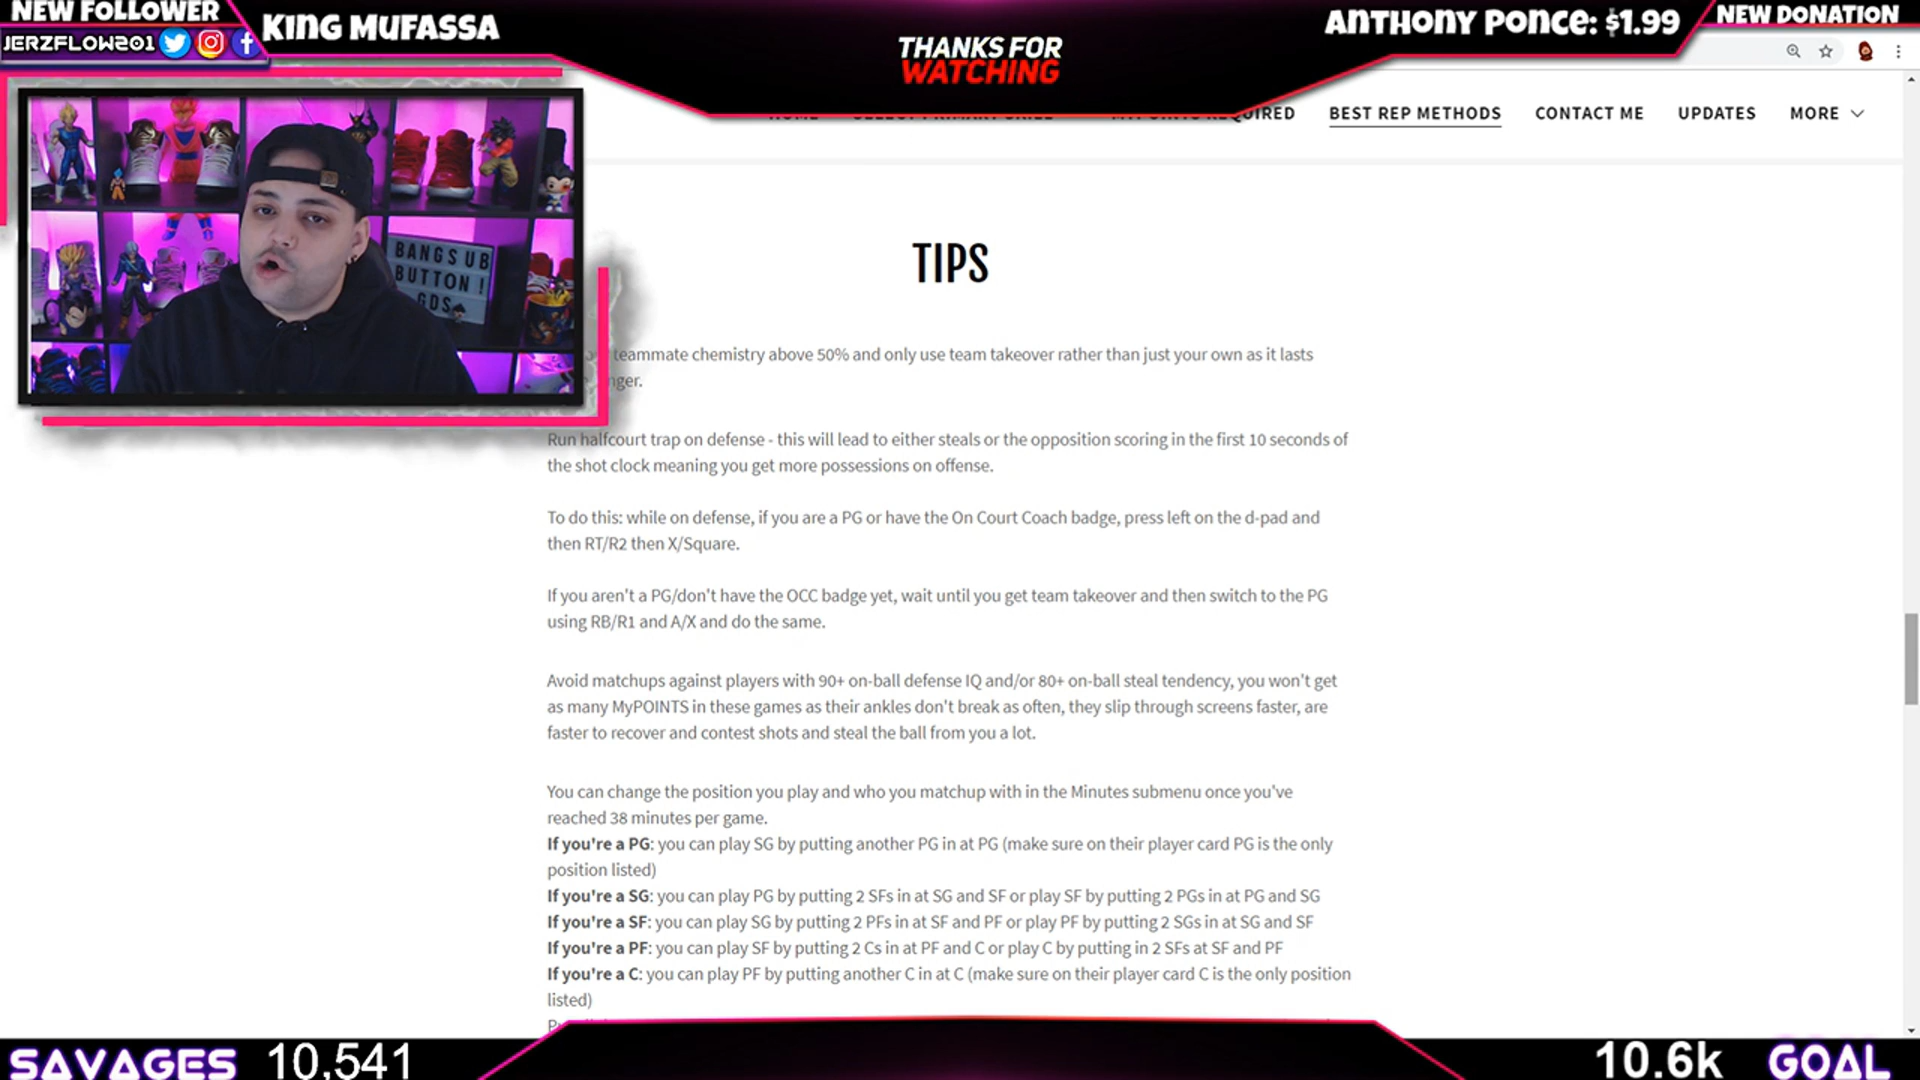 NEW FOLLOWER
KING MUFASSA
JERZFLOW201
THANKS FOR
WATCHING
ANTHONY PONCE: $1.99
NEW DONATION
BEST REP METHODS
CONTACT ME
UPDATES
MORE
BANGSUB
BUTTON !
GDS
TIPS
teammate chemistry above 50% and only use team takeover rather than just your own as it lasts
Run halfcourt trap on defense - this will lead to either steals or the opposition scoring in the first 10 seconds of
the shot clock meaning you get more possessions on offense.
To do this: while on defense, if you are a PG or have the On Court Coach badge, press left on the d-pad and
then RT/R2 then X/Square.
If you aren't a PG/don't have the OCC badge yet, wait until you get team takeover and then switch to the PG
using RB/R1 and A/X and do the same.
Avoid matchups against players with 90+ on-ball defense IQ and/or 80+ on-ball steal tendency, you won't get
as many MyPOINTS in these games as their ankles don't break as often, they slip through screens faster, are
faster to recover and contest shots and steal the ball from you a lot.
You can change the position you play and who you matchup with in the Minutes submenu once you've
reached 38 minutes per game.
If you're a PG: you can play SG by putting another PG in at PG (make sure on their player card PG is the only
position listed)
If you're a SG: you can play PG by putting 2 SFs in at SG and SF or play SF by putting 2 PGs in at PG and SG
If you're a SF: you can play SG by putting 2 PFs in at SF and PF or play PF by putting 2 SGs in at SG and SF
If you're a PF: you can play SF by putting 2 Cs in at PF and C or play C by putting in 2 SFs at SF and PF
If you're a C: you can play PF by putting another C in at C (make sure on their player card C is the only position
listed)
SAVAGES 10,541
10.6k GOAL